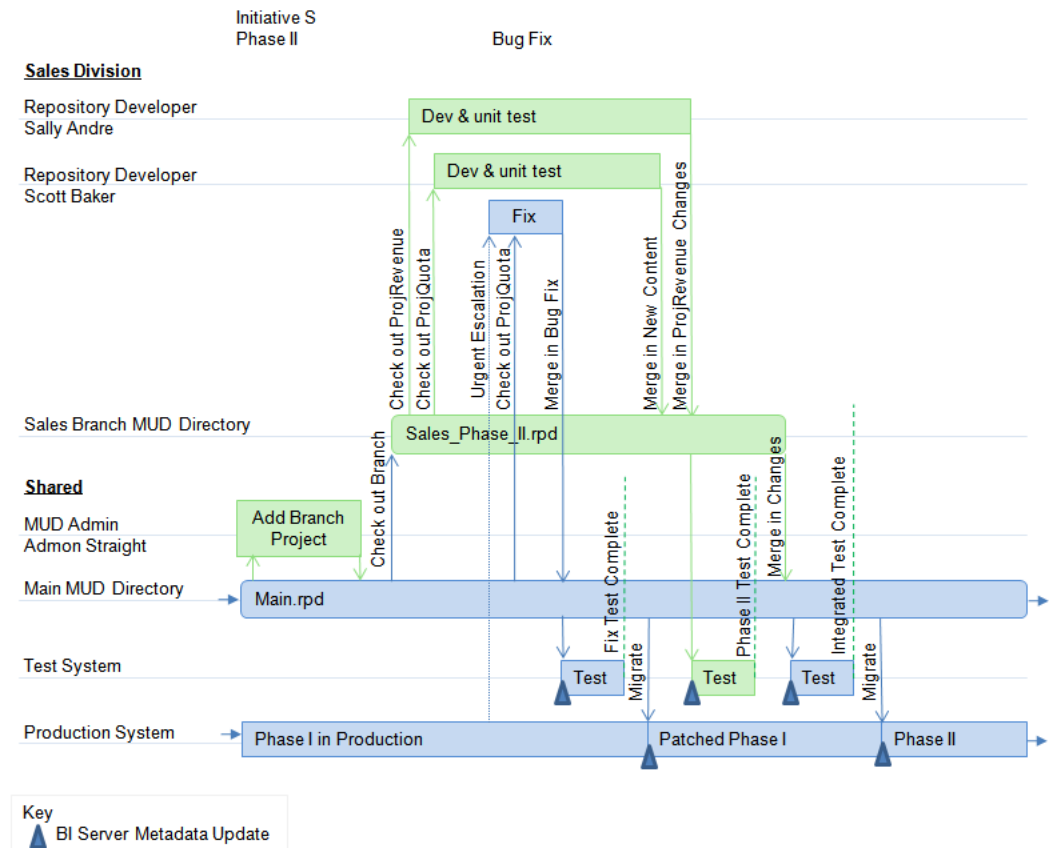 Initiative S
Phase II
Bug Fix
Sales Division
Repository Developer
Sally Andre
Dev & unit test
Repository Developer
Scott Baker
Dev & unit test
Fix
Check out ProjRevenue
Check out ProjQuota
Urgent Escalation
Check out ProjQuota
Merge in Bug Fix
Merge in New Content
Merge in ProjRevenue Changes
Sales Branch MUD Directory
Sales_Phase_II.rpd
Shared
MUD Admin
Admon Straight
Add Branch
Project
Check out Branch
Fix Test Complete
Phase II Test Complete
Merge in Changes
Integrated Test Complete
Main MUD Directory
Main.rpd
Test System
Test
Migrate
Test
Test
Migrate
Production System
Phase I in Production
Patched Phase I
Phase II
Key
BI Server Metadata Update